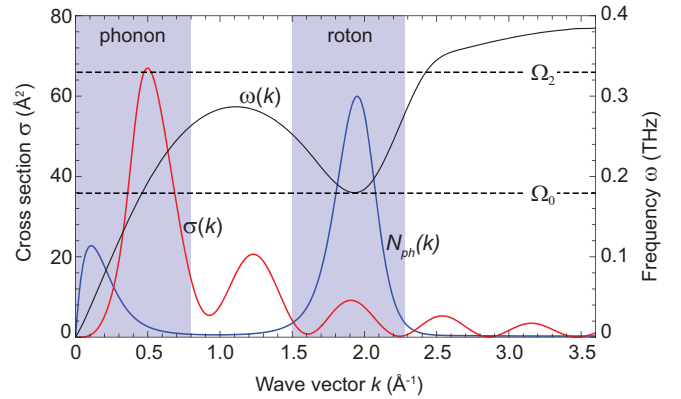 phonon
roton
80
60
40
20
0
0.4
0.3
0.2
0.1
0
0.0
0.5
1.0
1.5
2.0
2.5
3.0
3.5
Cross section σ (Å²)
Frequency ω (THz)
Wave vector k (Å⁻¹)
ω(k)
σ(k)
N_ph(k)
Ω₂
Ω₀